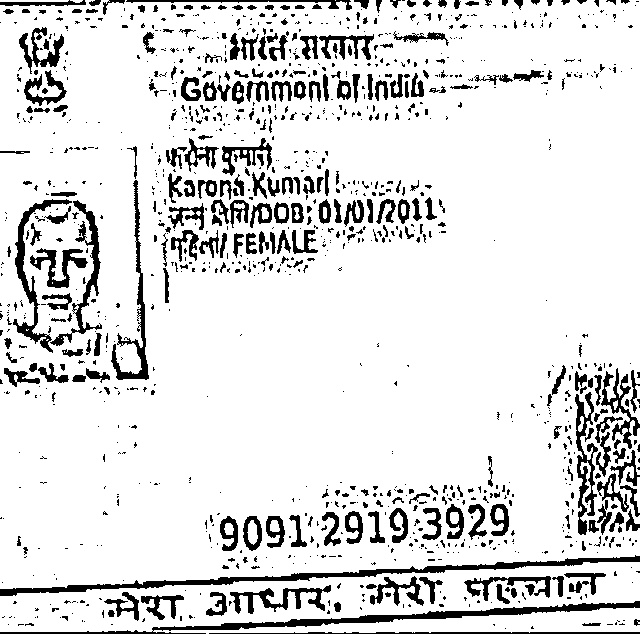 भारत सरकार
Government of India
करोना कुमारी
Karona Kumari
जन्म तिथि/DOB: 01/01/2011
महिला/ FEMALE
9091 2919 3929
मेरा आधार, मेरी पहचान